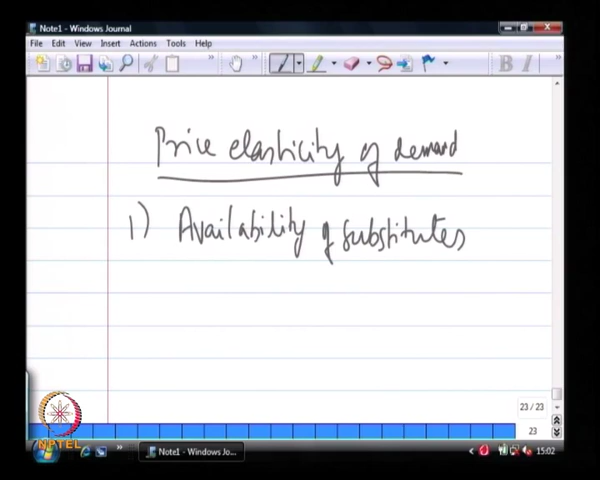 Note1 - Windows Journal
File Edit View Insert Actions Tools Help
B I
Price elasticity of demand
1) Availability of substitutes
23 / 23
23
NPTEL
Note1 - Windows Jo...
15:02